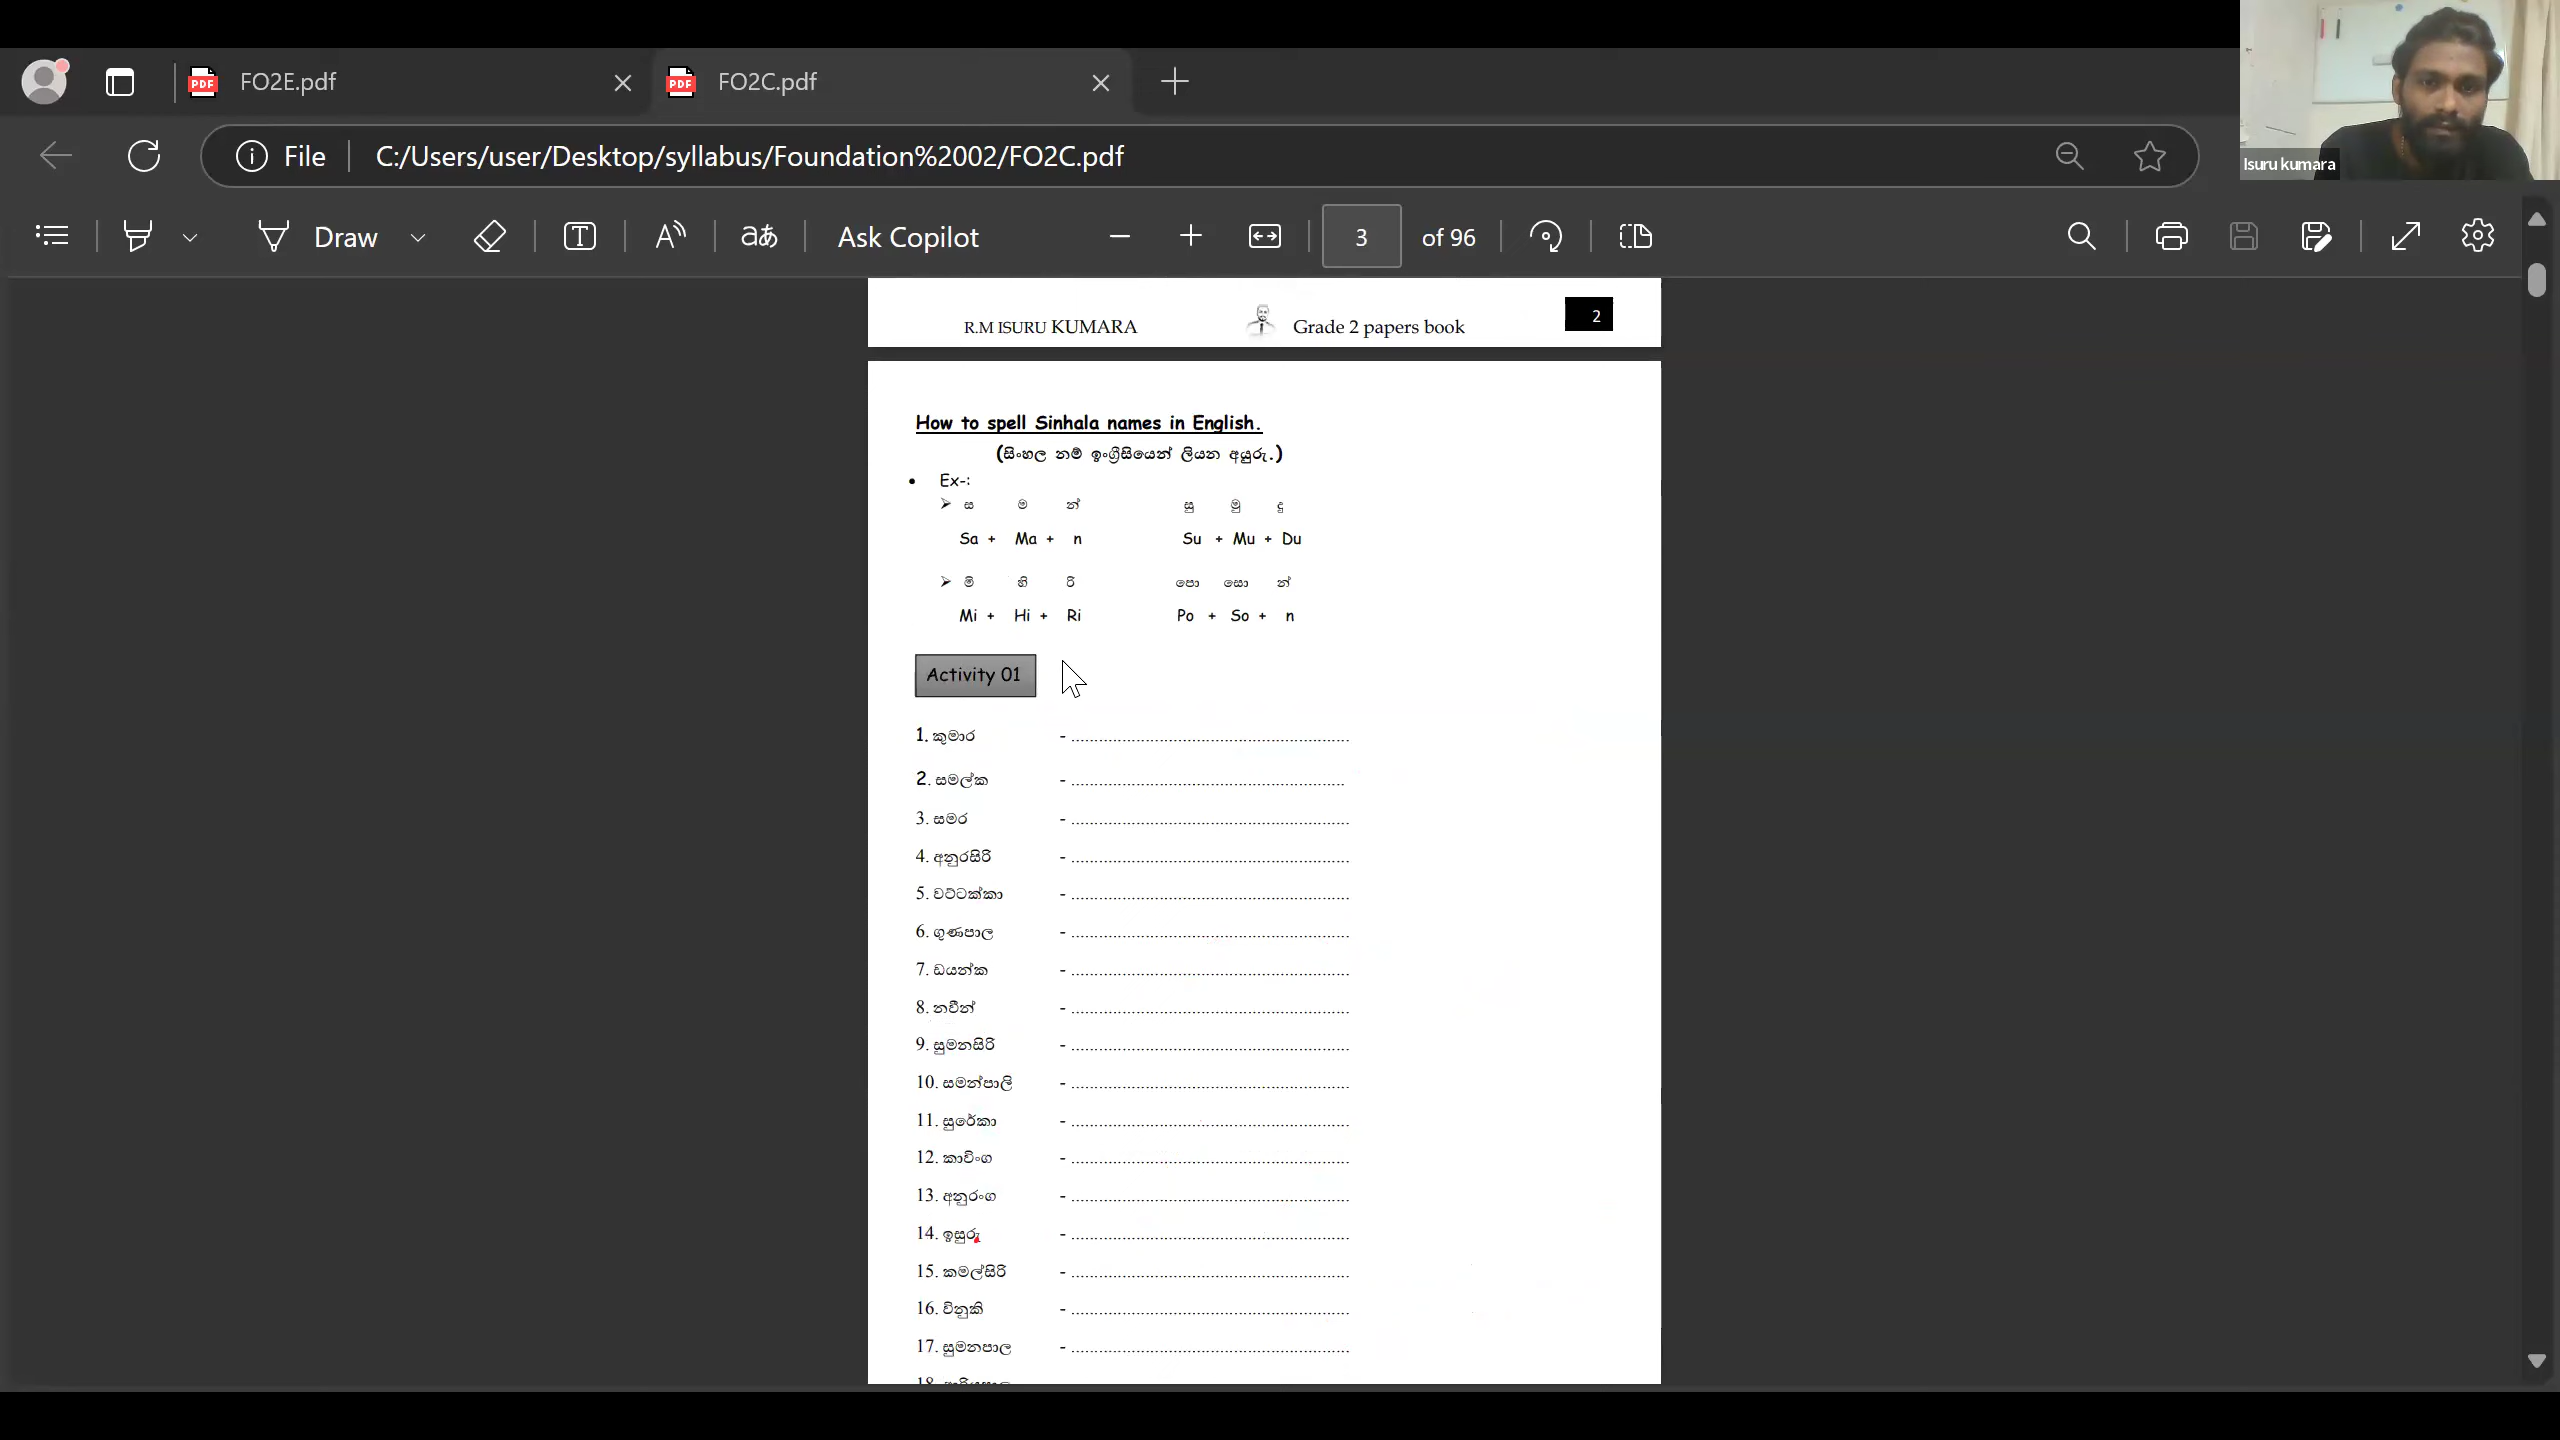 FO2E.pdf
FO2C.pdf
File
C:/Users/user/Desktop/syllabus/Foundation%2002/FO2C.pdf
Isuru kumara
Draw
Ask Copilot
3 of 96
R.M ISURU KUMARA Grade 2 papers book 2
How to spell Sinhala names in English.
(සිංහල නම් ඉංග්‍රීසියෙන් ලියන අයුරු.)
• Ex-:
➤ ස ම න් සු මු දු
Sa + Ma + n Su + Mu + Du
➤ මි හි රි පො සො න්
Mi + Hi + Ri Po + So + n
Activity 01
1. කුමාර - ................................................
2. සමල්ක - ................................................
3. සමර - ................................................
4. අනුරසිරි - ................................................
5. වට්ටක්කා - ................................................
6. ගුණපාල - ................................................
7. ඩයන්ක - ................................................
8. නවීන් - ................................................
9. සුමනසිරි - ................................................
10. සමන්පාලි - ................................................
11. සුරේකා - ................................................
12. කාවිංග - ................................................
13. අනුරංග - ................................................
14. ඉසුරු - ................................................
15. කමල්සිරි - ................................................
16. විනුකි - ................................................
17. සුමනපාල - ................................................
18.